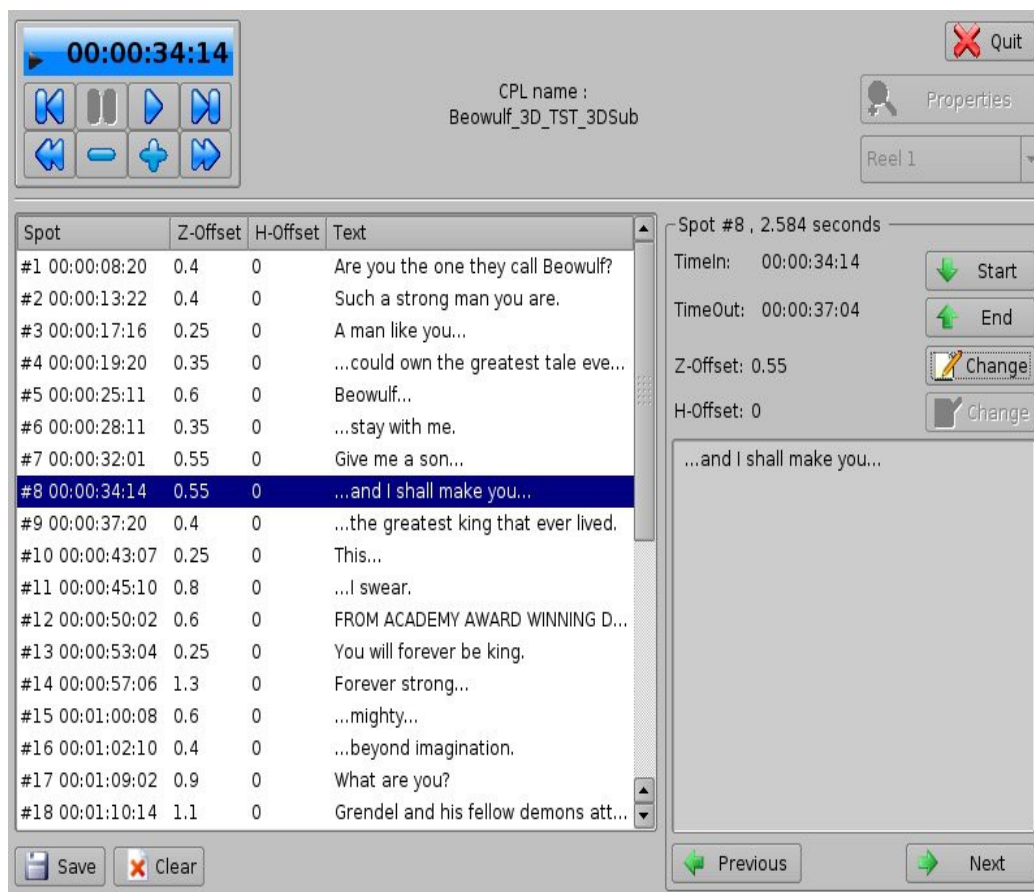 00:00:34:14
CPL name :
Beowulf_3D_TST_3DSub
Quit
Properties
Reel 1
Spot Z-Offset H-Offset Text
#1 00:00:08:20 0.4 0 Are you the one they call Beowulf?
#2 00:00:13:22 0.4 0 Such a strong man you are.
#3 00:00:17:16 0.25 0 A man like you...
#4 00:00:19:20 0.35 0 ...could own the greatest tale eve...
#5 00:00:25:11 0.6 0 Beowulf...
#6 00:00:28:11 0.35 0 ...stay with me.
#7 00:00:32:01 0.55 0 Give me a son...
#8 00:00:34:14 0.55 0 ...and I shall make you...
#9 00:00:37:20 0.4 0 ...the greatest king that ever lived.
#10 00:00:43:07 0.25 0 This...
#11 00:00:45:10 0.8 0 ...I swear.
#12 00:00:50:02 0.6 0 FROM ACADEMY AWARD WINNING D...
#13 00:00:53:04 0.25 0 You will forever be king.
#14 00:00:57:06 1.3 0 Forever strong...
#15 00:01:00:08 0.6 0 ...mighty...
#16 00:01:02:10 0.4 0 ...beyond imagination.
#17 00:01:09:02 0.9 0 What are you?
#18 00:01:10:14 1.1 0 Grendel and his fellow demons att...
Save Clear
Spot #8 , 2.584 seconds
TimeIn: 00:00:34:14 Start
TimeOut: 00:00:37:04 End
Z-Offset: 0.55 Change
H-Offset: 0 Change
...and I shall make you...
Previous Next